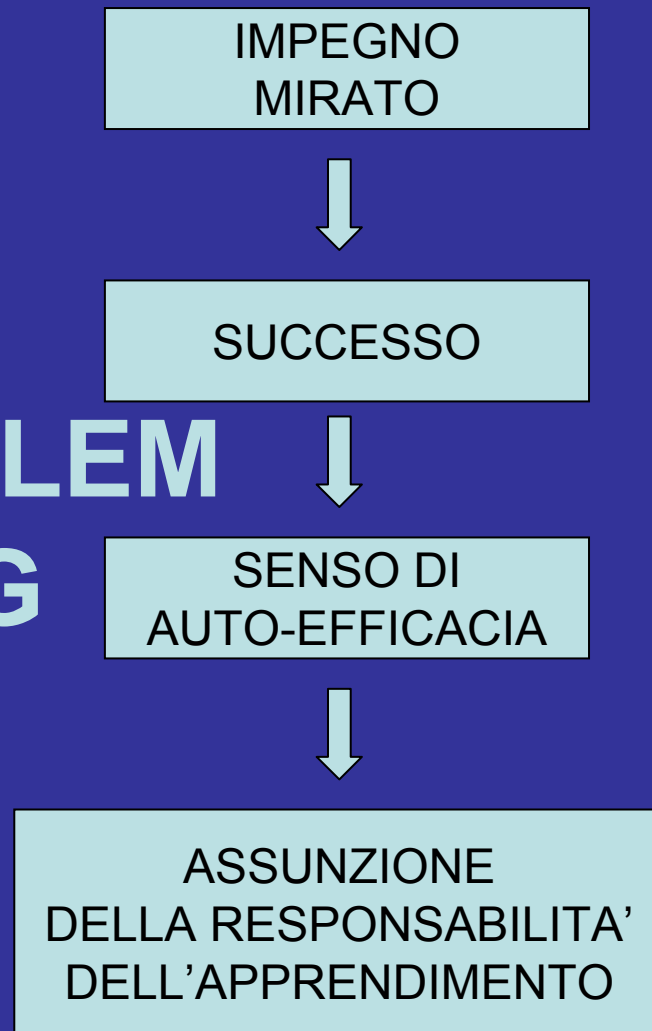 IMPEGNO
MIRATO
SUCCESSO
LEM
G
SENSO DI
AUTO-EFFICACIA
ASSUNZIONE
DELLA RESPONSABILITA’
DELL’APPRENDIMENTO